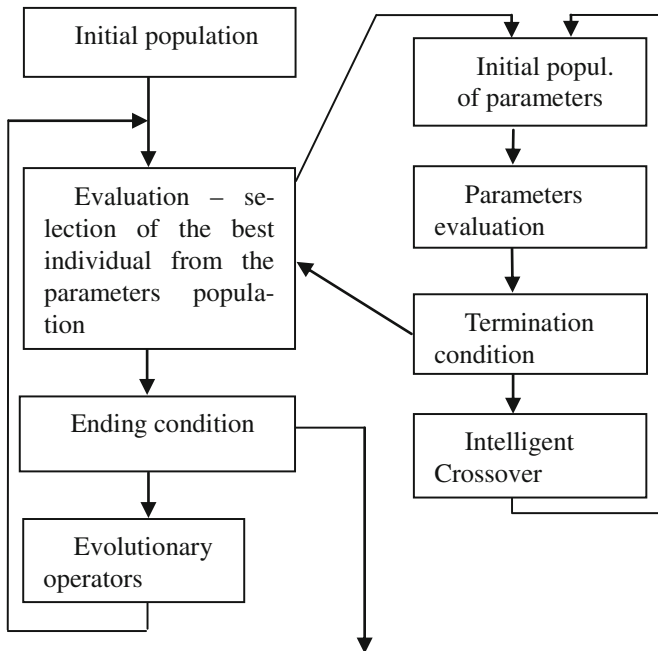 Initial population
Evaluation – se-
lection of the best
individual from the
parameters popula-
tion
Ending condition
Evolutionary
operators
Initial popul.
of parameters
Parameters
evaluation
Termination
condition
Intelligent
Crossover